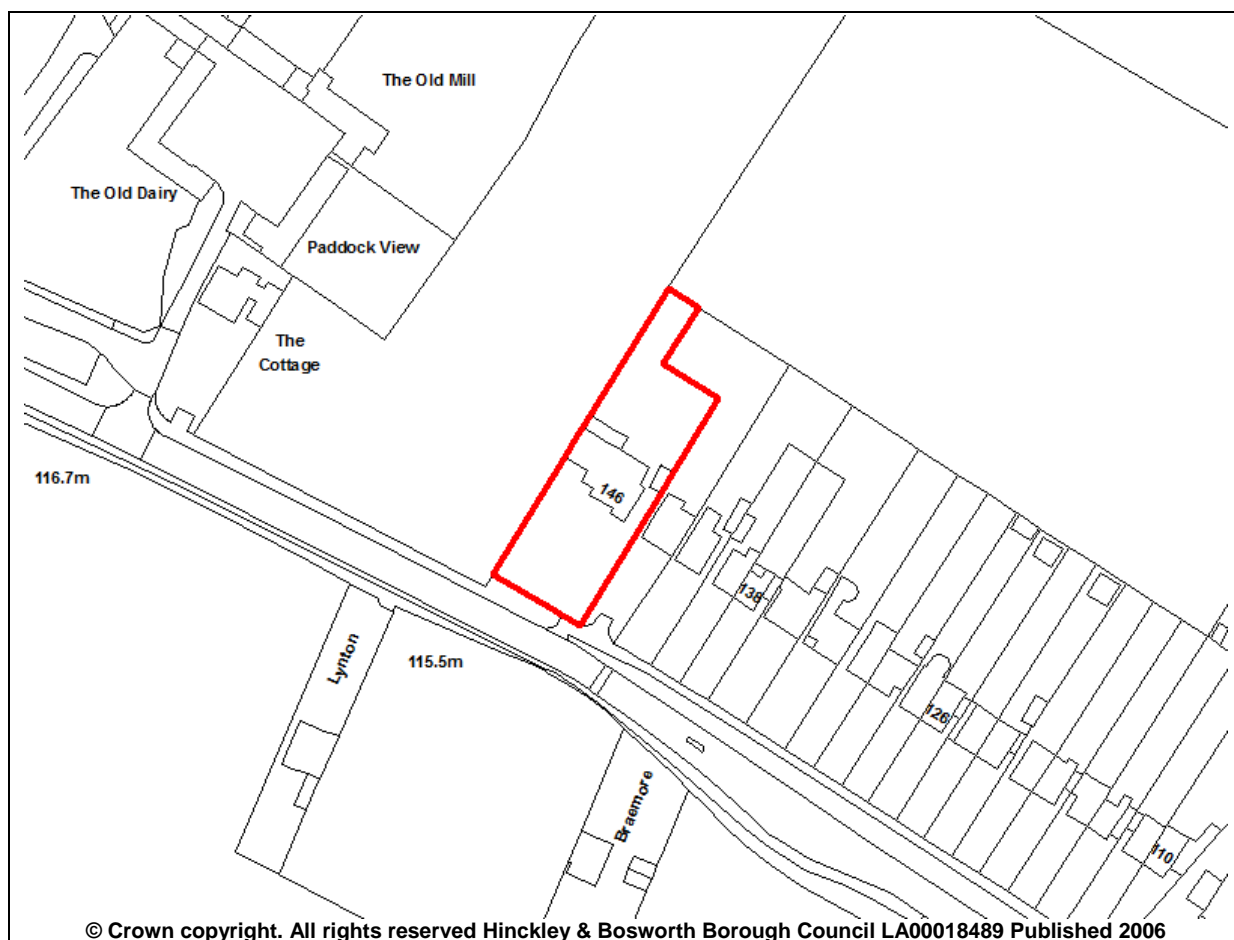 The Old Mill
The Old Dairy
Paddock View
The
Cottage
116.7m
146
138
Lynton
115.5m
126
Braemore
110
© Crown copyright. All rights reserved Hinckley & Bosworth Borough Council LA00018489 Published 2006